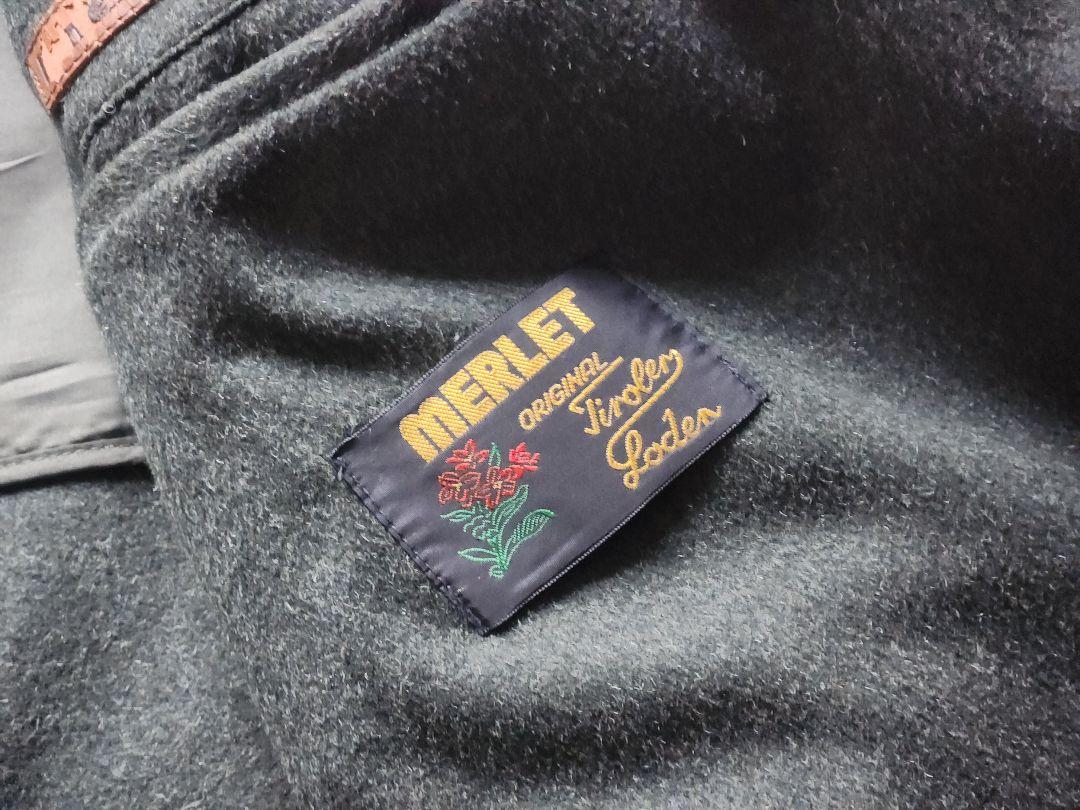 MERLET
ORIGINAL
Tiroler
Loden